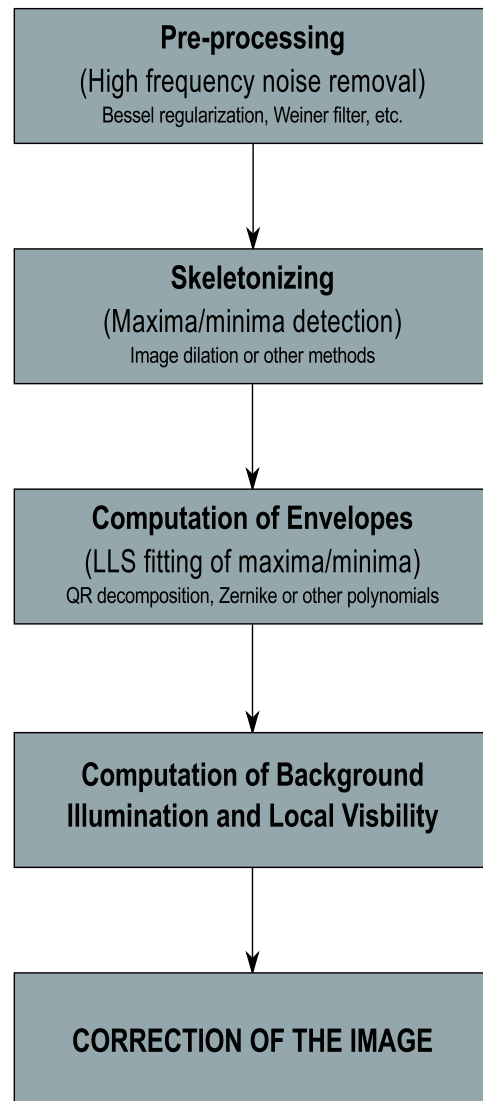 Pre-processing
(High frequency noise removal)
Bessel regularization, Weiner filter, etc.
Skeletonizing
(Maxima/minima detection)
Image dilation or other methods
Computation of Envelopes
(LLS fitting of maxima/minima)
QR decomposition, Zernike or other polynomials
Computation of Background
Illumination and Local Visbility
CORRECTION OF THE IMAGE